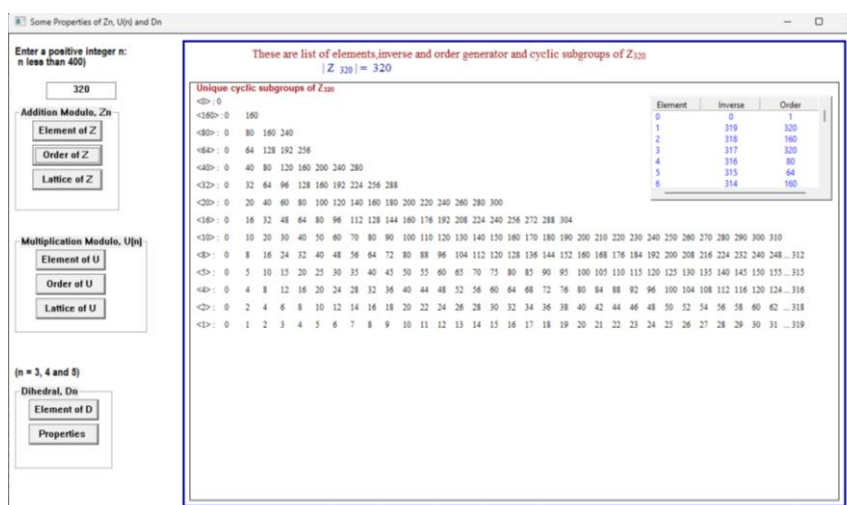 Some Properties of Zn, U(n) and Dn
Enter a positive integer n:
n less than 400)
320
Addition Modulo, Zn
Element of Z
Order of Z
Lattice of Z
Multiplication Modulo, U(n)
Element of U
Order of U
Lattice of U
(n = 3, 4 and 5)
Dihedral, Dn
Element of D
Properties
These are list of elements,inverse and order generator and cyclic subgroups of Z320
|Z 320|= 320
Unique cyclic subgroups of Z320
<0> : 0
<160> : 0 160
<80> : 0 80 160 240
<64> : 0 64 128 192 256
<40> : 0 40 80 120 160 200 240 280
<32> : 0 32 64 96 128 160 192 224 256 288
<20> : 0 20 40 60 80 100 120 140 160 180 200 220 240 260 280 300
<16> : 0 16 32 48 64 80 96 112 128 144 160 176 192 208 224 240 256 272 288 304
<10> : 0 10 20 30 40 50 60 70 80 90 100 110 120 130 140 150 160 170 180 190 200 210 220 230 240 250 260 270 280 290 300 310
<8> : 0 8 16 24 32 40 48 56 64 72 80 88 96 104 112 120 128 136 144 152 160 168 176 184 192 200 208 216 224 232 240 248 ... 312
<5> : 0 5 10 15 20 25 30 35 40 45 50 55 60 65 70 75 80 85 90 95 100 105 110 115 120 125 130 135 140 145 150 155 ... 315
<4> : 0 4 8 12 16 20 24 28 32 36 40 44 48 52 56 60 64 68 72 76 80 84 88 92 96 100 104 108 112 116 120 124 ... 316
<2> : 0 2 4 6 8 10 12 14 16 18 20 22 24 26 28 30 32 34 36 38 40 42 44 46 48 50 52 54 56 58 60 62 ... 318
<1> : 0 1 2 3 4 5 6 7 8 9 10 11 12 13 14 15 16 17 18 19 20 21 22 23 24 25 26 27 28 29 30 31 ... 319
Element Inverse Order
0 0 1
1 319 320
2 318 160
3 317 320
4 316 80
5 315 64
6 314 160